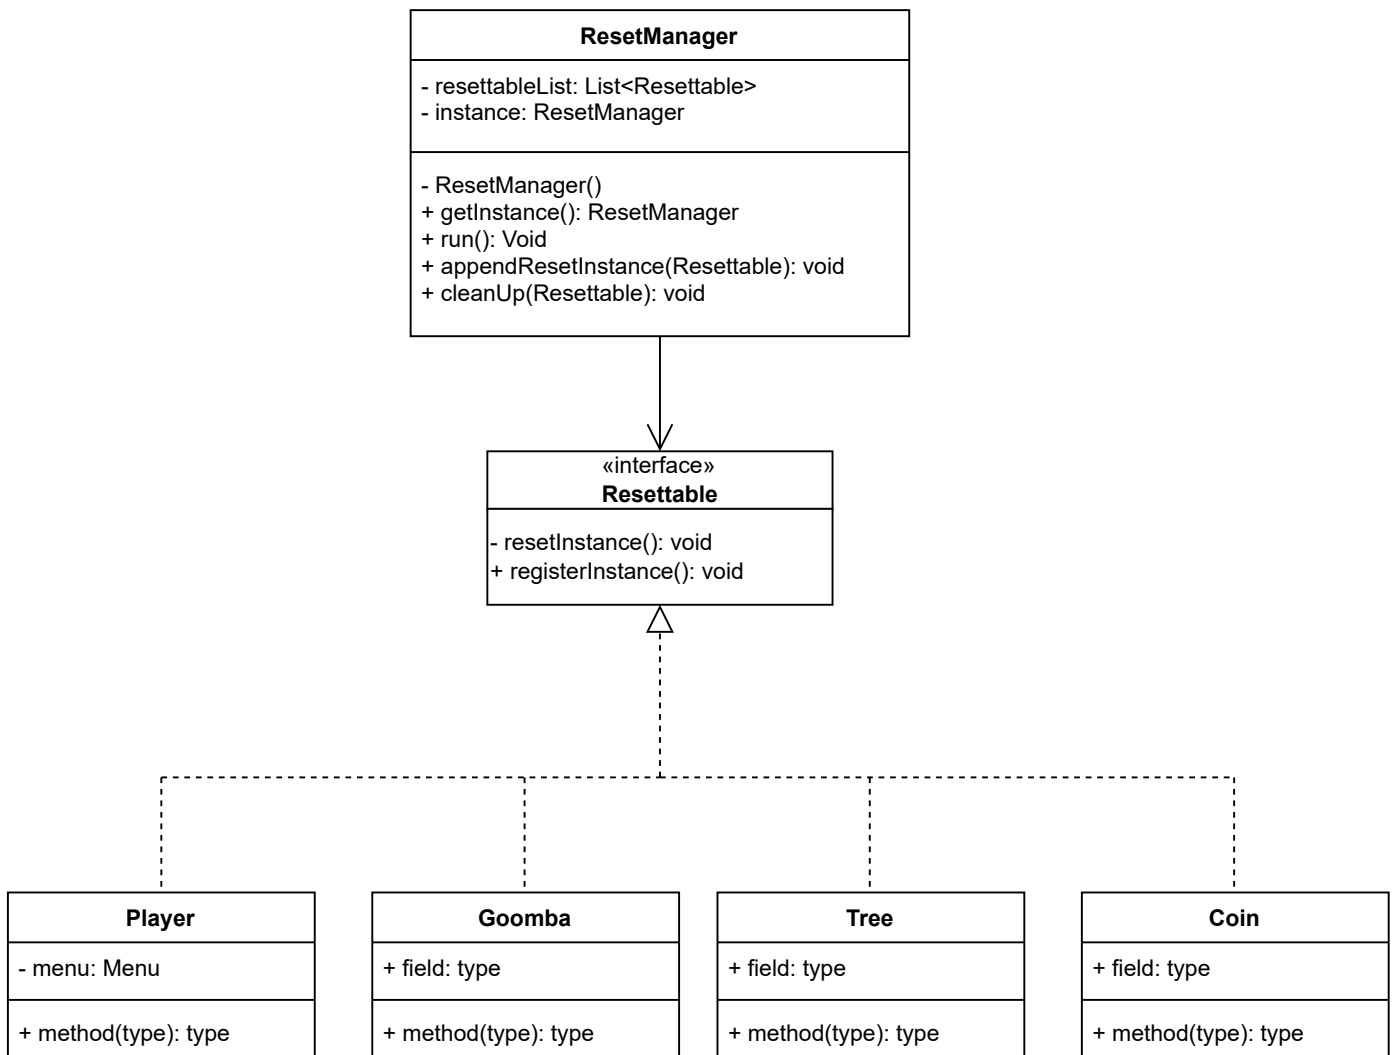 ResetManager
- resettableList: List<Resettable>
- instance: ResetManager
- ResetManager()
+ getInstance(): ResetManager
+ run(): Void
+ appendResetInstance(Resettable): void
+ cleanUp(Resettable): void
«interface»
Resettable
- resetInstance(): void
+ registerInstance(): void
Player
- menu: Menu
+ method(type): type
Goomba
+ field: type
+ method(type): type
Tree
+ field: type
+ method(type): type
Coin
+ field: type
+ method(type): type